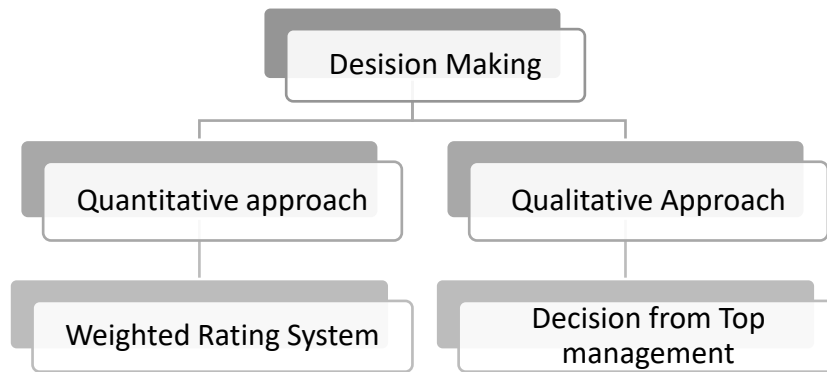 Desision Making
Quantitative approach
Qualitative Approach
Weighted Rating System
Decision from Top
management